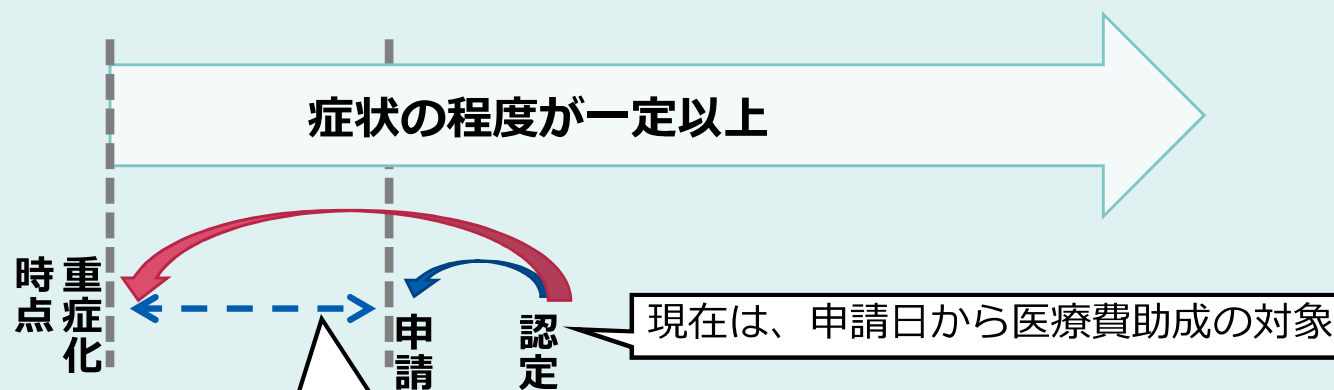 症状の程度が一定以上
重症化
時点
申請
認定
現在は、申請日から医療費助成の対象